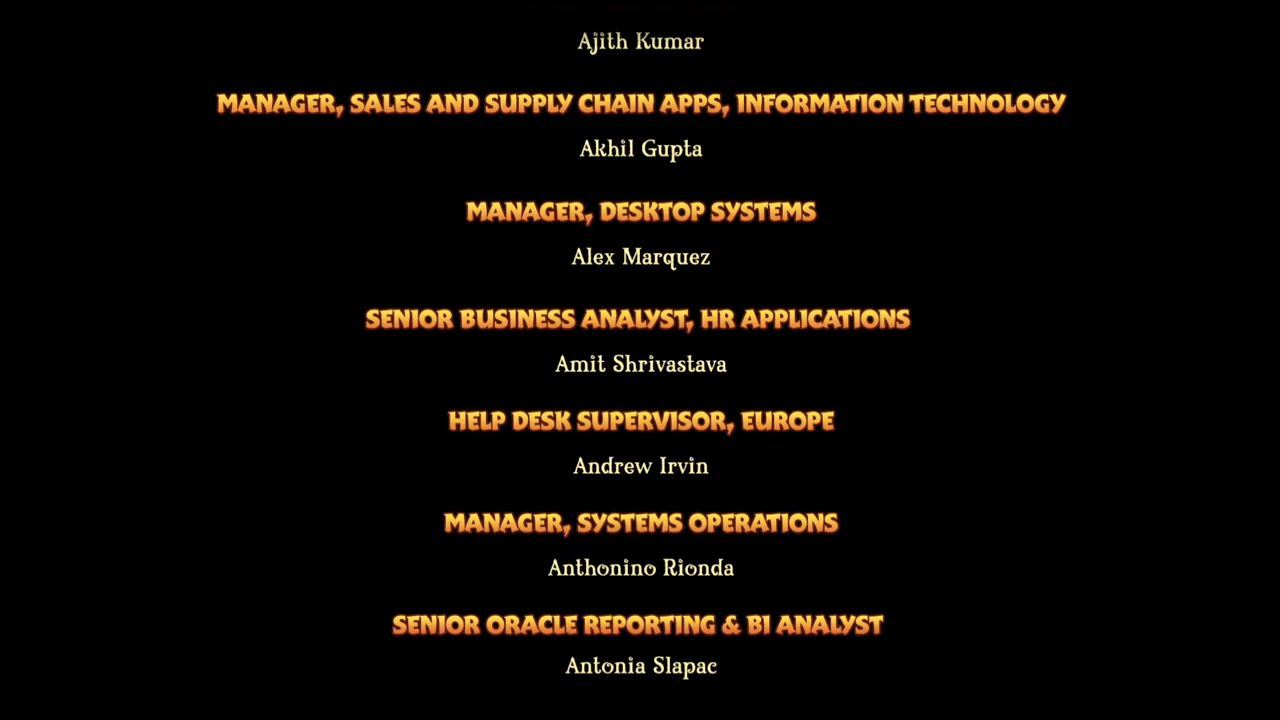 Ajith Kumar
MANAGER, SALES AND SUPPLY CHAIN APPS, INFORMATION TECHNOLOGY
Akhil Gupta
MANAGER, DESKTOP SYSTEMS
Alex Marquez
SENIOR BUSINESS ANALYST, HR APPLICATIONS
Amit Shrivastava
HELP DESK SUPERVISOR, EUROPE
Andrew Irvin
MANAGER, SYSTEMS OPERATIONS
Anthonino Rionda
SENIOR ORACLE REPORTING & BI ANALYST
Antonia Slapac